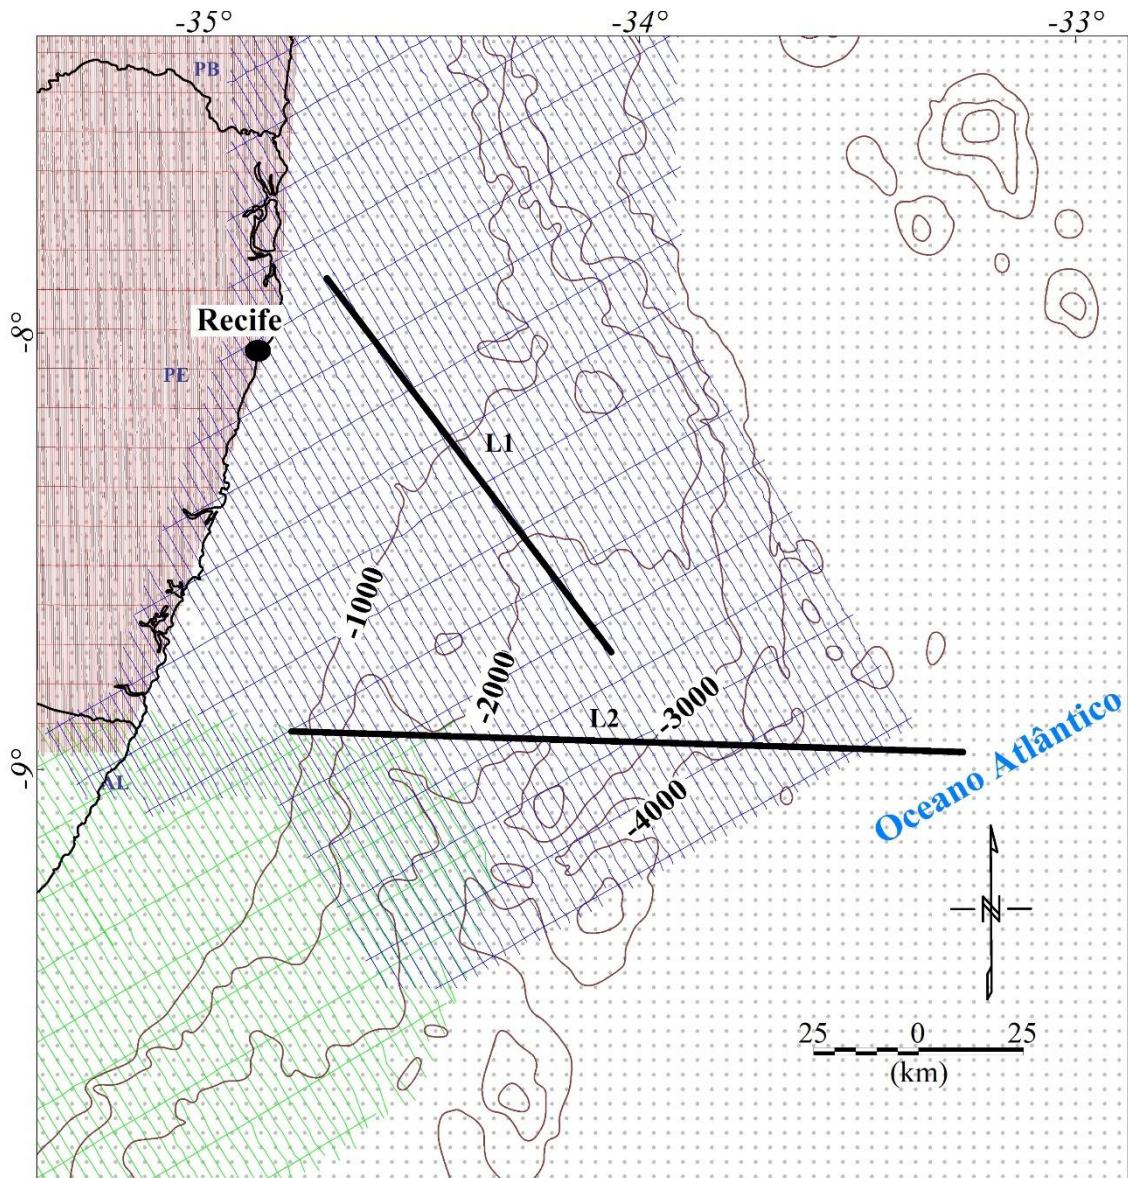 -35° -34° -33°
PB
Recife
-8°
PE
L1
-1000
-2000
-3000
L2
-9°
AL
-4000
Oceano Atlântico
N
25 0 25
(km)